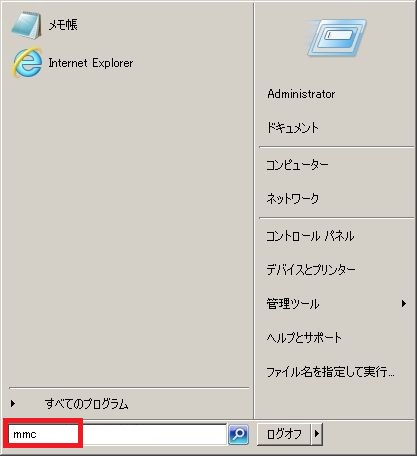 メモ帳
Internet Explorer
Administrator
ドキュメント
コンピューター
ネットワーク
コントロール パネル
デバイスとプリンター
管理ツール
ヘルプとサポート
ファイル名を指定して実行...
すべてのプログラム
mmc
ログオフ